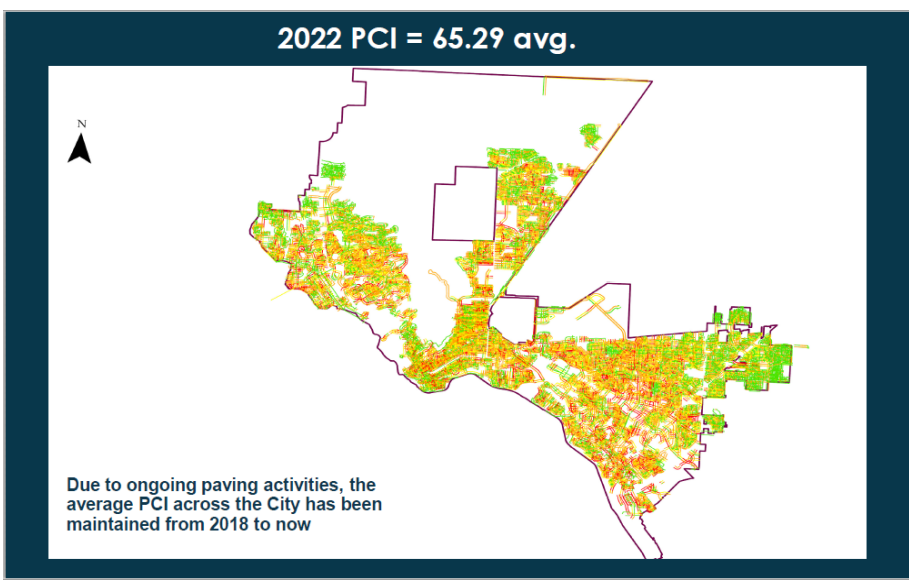 2022 PCI = 65.29 avg.
N
Due to ongoing paving activities, the
average PCI across the City has been
maintained from 2018 to now